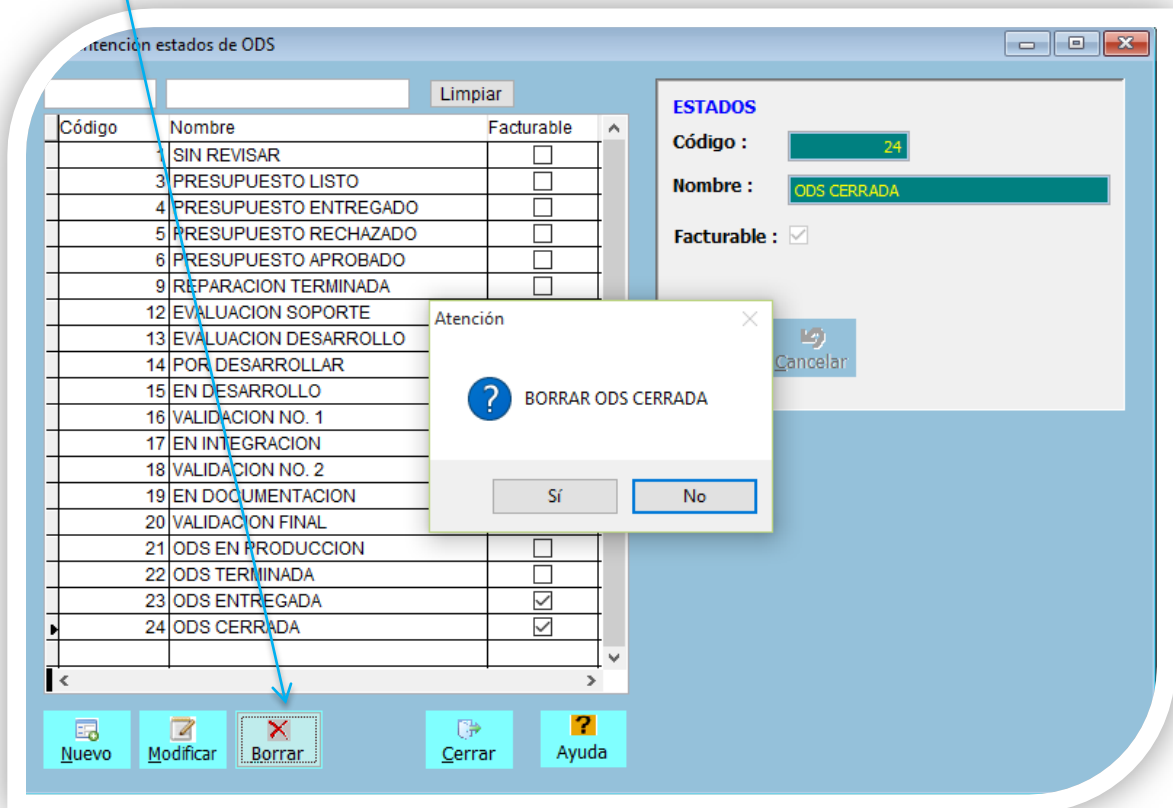 ntención estados de ODS
Limpiar
Código Nombre Facturable
1 SIN REVISAR
3 PRESUPUESTO LISTO
4 PRESUPUESTO ENTREGADO
5 PRESUPUESTO RECHAZADO
6 PRESUPUESTO APROBADO
9 REPARACION TERMINADA
12 EVALUACION SOPORTE
13 EVALUACION DESARROLLO
14 POR DESARROLLAR
15 EN DESARROLLO
16 VALIDACION NO. 1
17 EN INTEGRACION
18 VALIDACION NO. 2
19 EN DOCUMENTACION
20 VALIDACION FINAL
21 ODS EN PRODUCCION
22 ODS TERMINADA
23 ODS ENTREGADA
24 ODS CERRADA
ESTADOS
Código : 24
Nombre : ODS CERRADA
Facturable :
Cancelar
Atención
BORRAR ODS CERRADA
Sí No
Nuevo Modificar Borrar Cerrar Ayuda